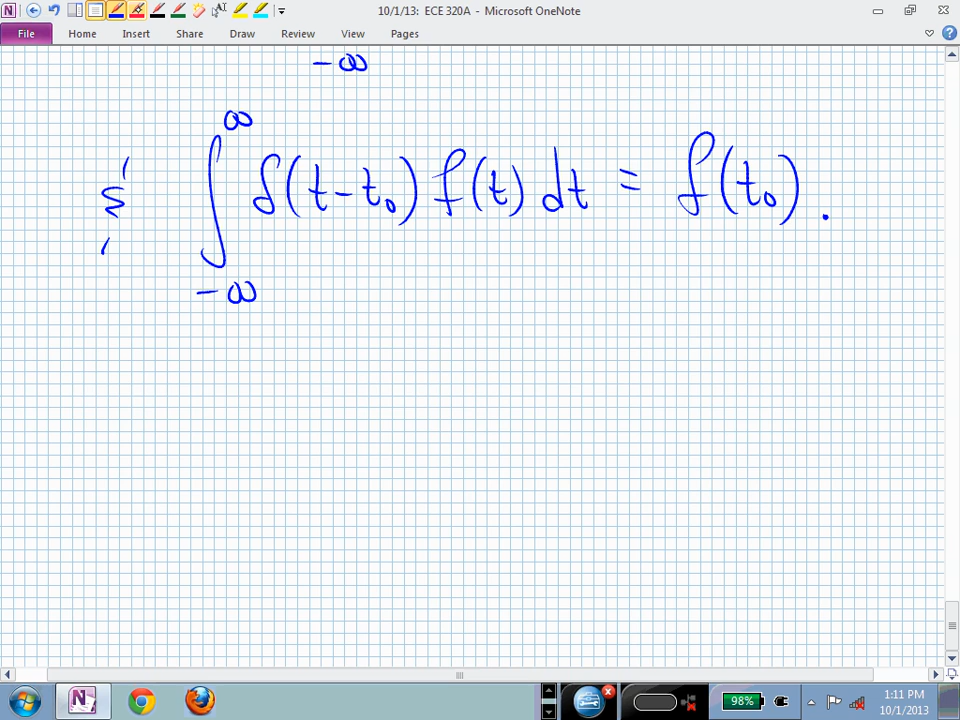 10/1/13: ECE 320A - Microsoft OneNote
File Home Insert Share Draw Review View Pages
-∞
& ∫_{-∞}^{∞} δ(t-t₀) f(t) dt = f(t₀).
98%
1:11 PM
10/1/2013